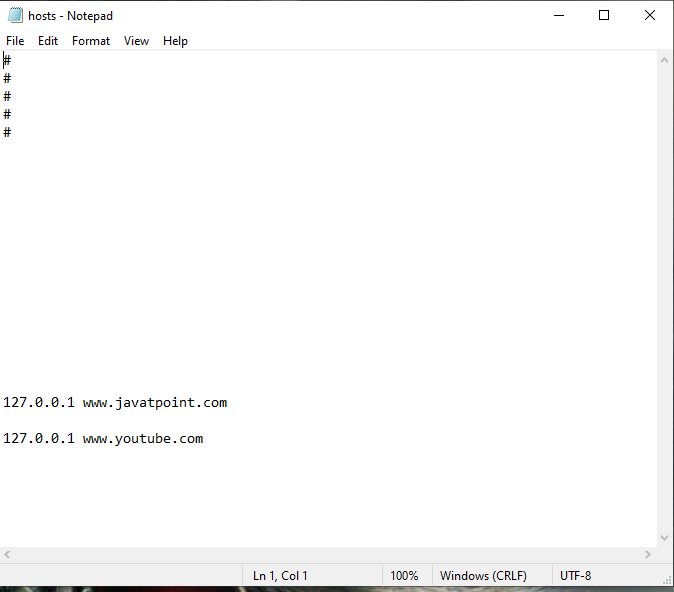 hosts - Notepad
File Edit Format View Help
#
#
#
#
#
127.0.0.1 www.javatpoint.com
127.0.0.1 www.youtube.com
Ln 1, Col 1 100% Windows (CRLF) UTF-8